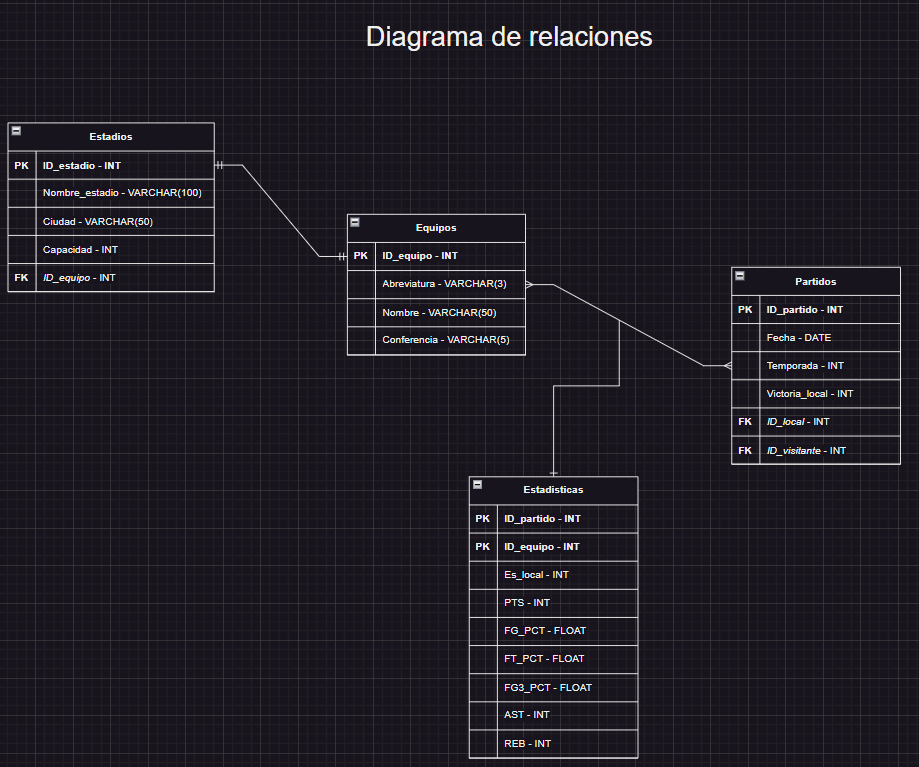 Diagrama de relaciones
Estadios
PK ID_estadio - INT
Nombre_estadio - VARCHAR(100)
Ciudad - VARCHAR(50)
Capacidad - INT
FK ID_equipo - INT
Equipos
PK ID_equipo - INT
Abreviatura - VARCHAR(3)
Nombre - VARCHAR(50)
Conferencia - VARCHAR(5)
Partidos
PK ID_partido - INT
Fecha - DATE
Temporada - INT
Victoria_local - INT
FK ID_local - INT
FK ID_visitante - INT
Estadisticas
PK ID_partido - INT
PK ID_equipo - INT
Es_local - INT
PTS - INT
FG_PCT - FLOAT
FT_PCT - FLOAT
FG3_PCT - FLOAT
AST - INT
REB - INT